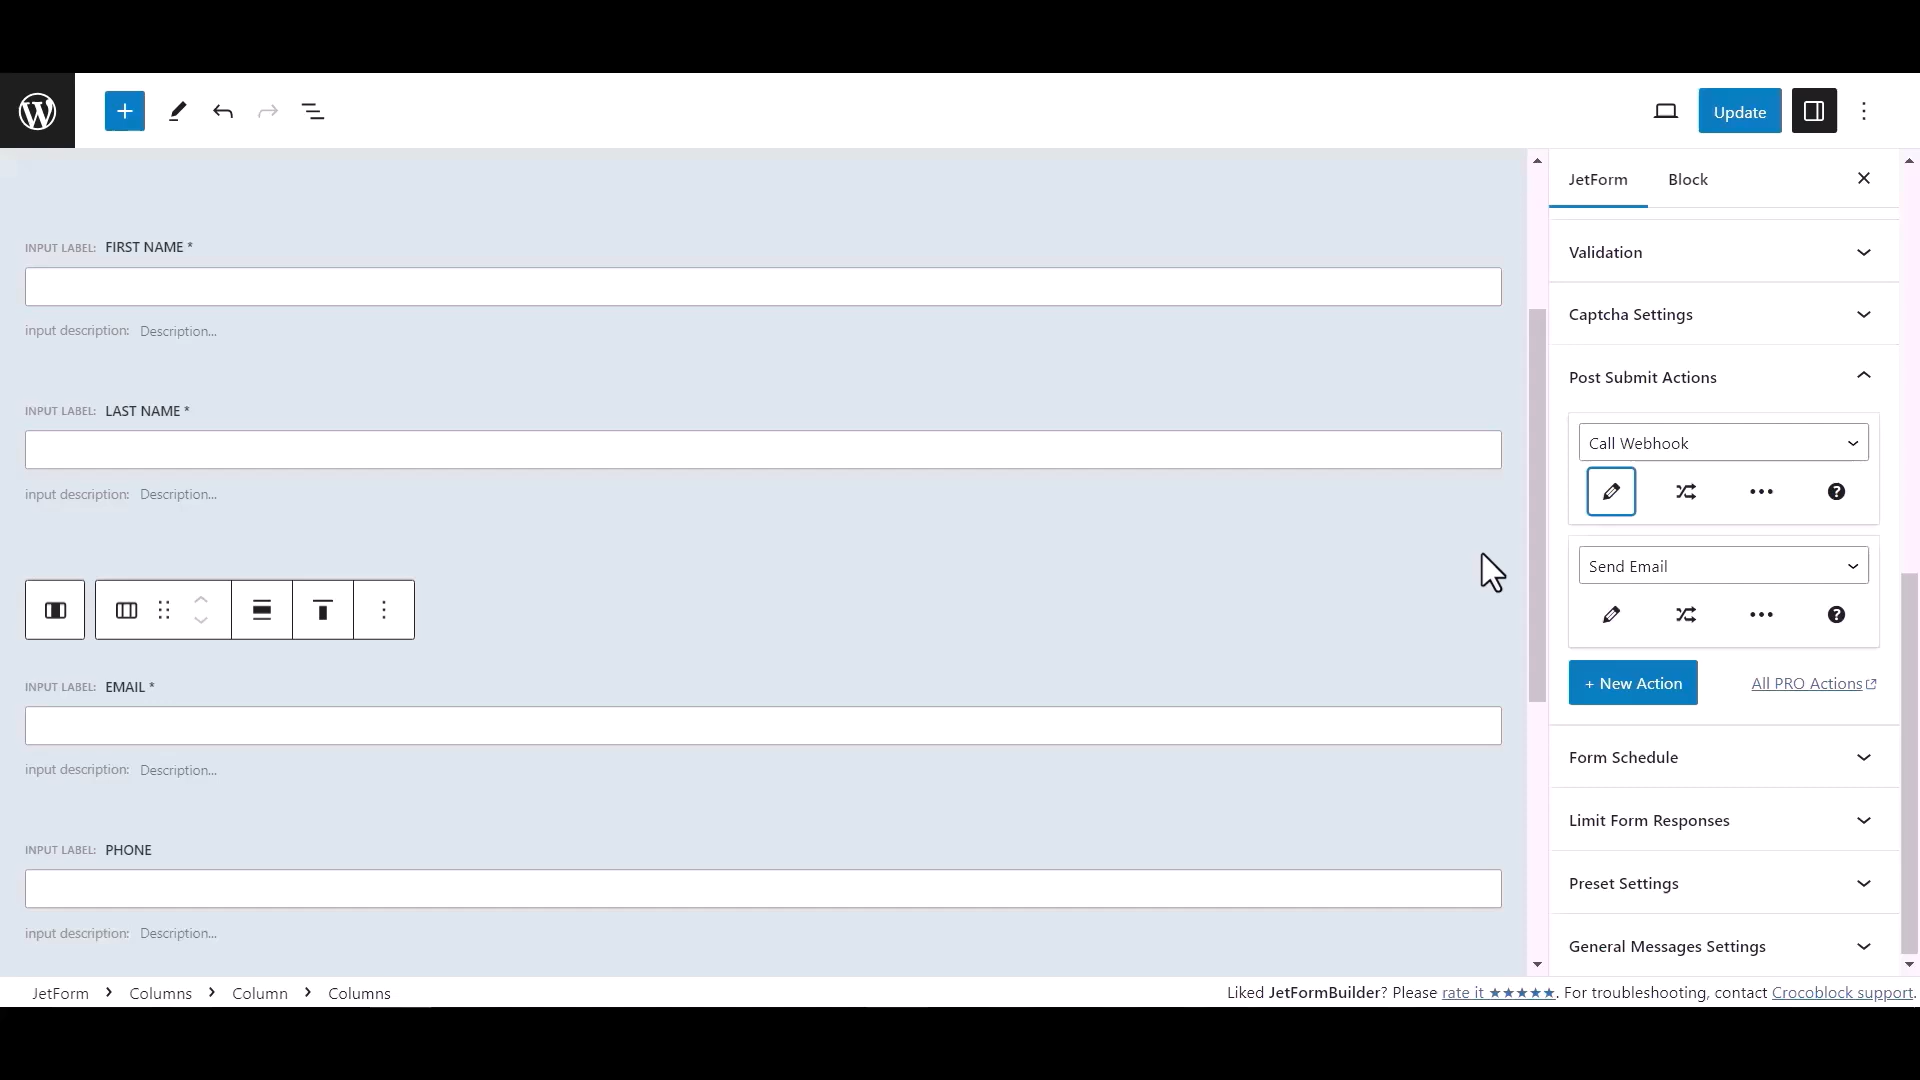 Update
JetForm
Block
INPUT LABEL: FIRST NAME *
input description: Description...
INPUT LABEL: LAST NAME *
input description: Description...
INPUT LABEL: EMAIL *
input description: Description...
INPUT LABEL: PHONE
input description: Description...
Validation
Captcha Settings
Post Submit Actions
Call Webhook
Send Email
+ New Action
All PRO Actions
Form Schedule
Limit Form Responses
Preset Settings
General Messages Settings
JetForm > Columns > Column > Columns
Liked JetFormBuilder? Please rate it ★★★★★. For troubleshooting, contact Crocoblock support.